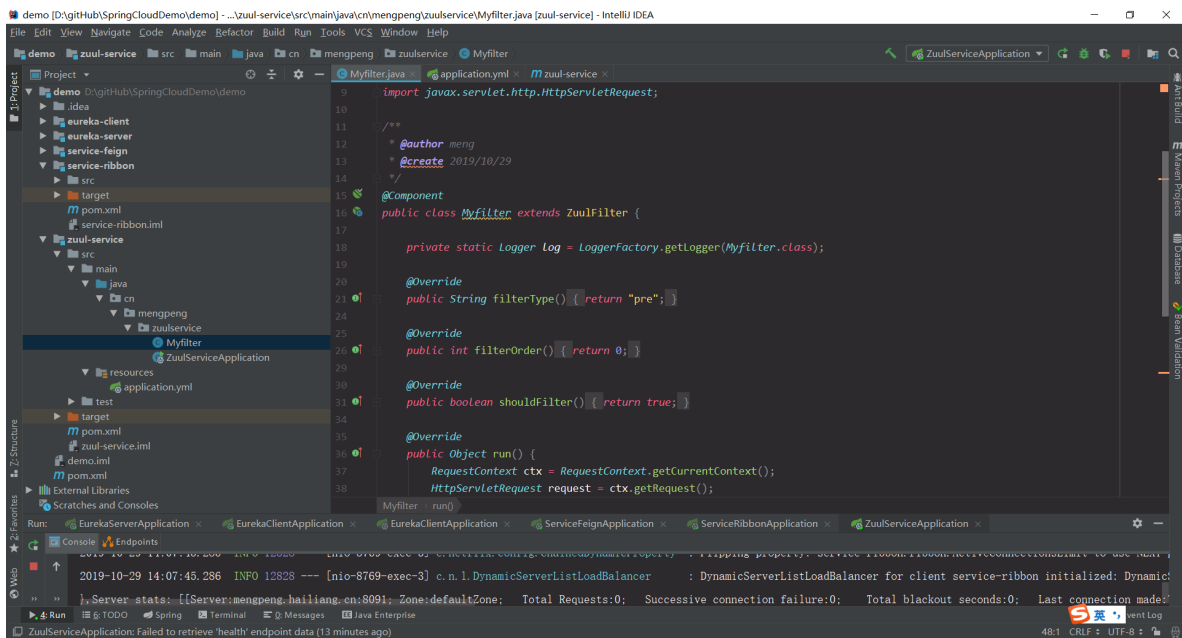 demo [D:\gitHub\SpringCloudDemo\demo] - ...\zuul-service\src\main\java\cn\mengpeng\zuulservice\Myfilter.java [zuul-service] - IntelliJ IDEA
File Edit View Navigate Code Analyze Refactor Build Run Tools VCS Window Help
demo zuul-service src main java cn mengpeng zuulservice Myfilter ZuulServiceApplication
Project
Myfilter.java application.yml zuul-service
1: Project
demo D:\gitHub\SpringCloudDemo\demo
.idea
eureka-client
eureka-server
service-feign
service-ribbon
src
target
pom.xml
service-ribbon.iml
zuul-service
src
main
java
cn
mengpeng
zuulservice
Myfilter
ZuulServiceApplication
resources
application.yml
test
target
pom.xml
zuul-service.iml
demo.iml
pom.xml
External Libraries
Scratches and Consoles
Z: Structure
2: Favorites
Web
9 import javax.servlet.http.HttpServletRequest;
10
11 /**
12 * @author meng
13 * @create 2019/10/29
14 */
15 @Component
16 public class Myfilter extends ZuulFilter {
17
18 private static Logger log = LoggerFactory.getLogger(Myfilter.class);
19
20 @Override
21 public String filterType() { return "pre"; }
24
25 @Override
26 public int filterOrder() { return 0; }
29
30 @Override
31 public boolean shouldFilter() { return true; }
34
35 @Override
36 public Object run() {
37 RequestContext ctx = RequestContext.getCurrentContext();
38 HttpServletRequest request = ctx.getRequest();
Myfilter run()
Ant Build
Maven Projects
Database
Bean Validation
Run: EurekaServerApplication EurekaClientApplication EurekaClientApplication ServiceFeignApplication ServiceRibbonApplication ZuulServiceApplication
Console Endpoints
2019-10-29 14:07:45.286 INFO 12828 --- [nio-8769-exec-3] c.n.l.DynamicServerListLoadBalancer : DynamicServerListLoadBalancer for client service-ribbon initialized:
},Server stats: [[Server:mengpeng.hailiang.cn:8091; Zone:defaultZone; Total Requests:0; Successive connection failure:0; Total blackout seconds:0; Last connection made:
4: Run 6: TODO Spring Terminal 0: Messages Java Enterprise 英 Log
ZuulServiceApplication: Failed to retrieve 'health' endpoint data (13 minutes ago) 48:1 CRLF UTF-8